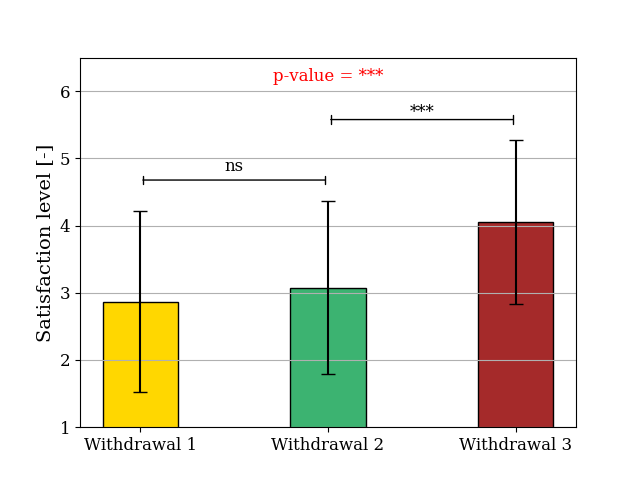 p-value = ***
***
ns
Satisfaction level [-]
6
5
4
3
2
1
Withdrawal 1 Withdrawal 2 Withdrawal 3